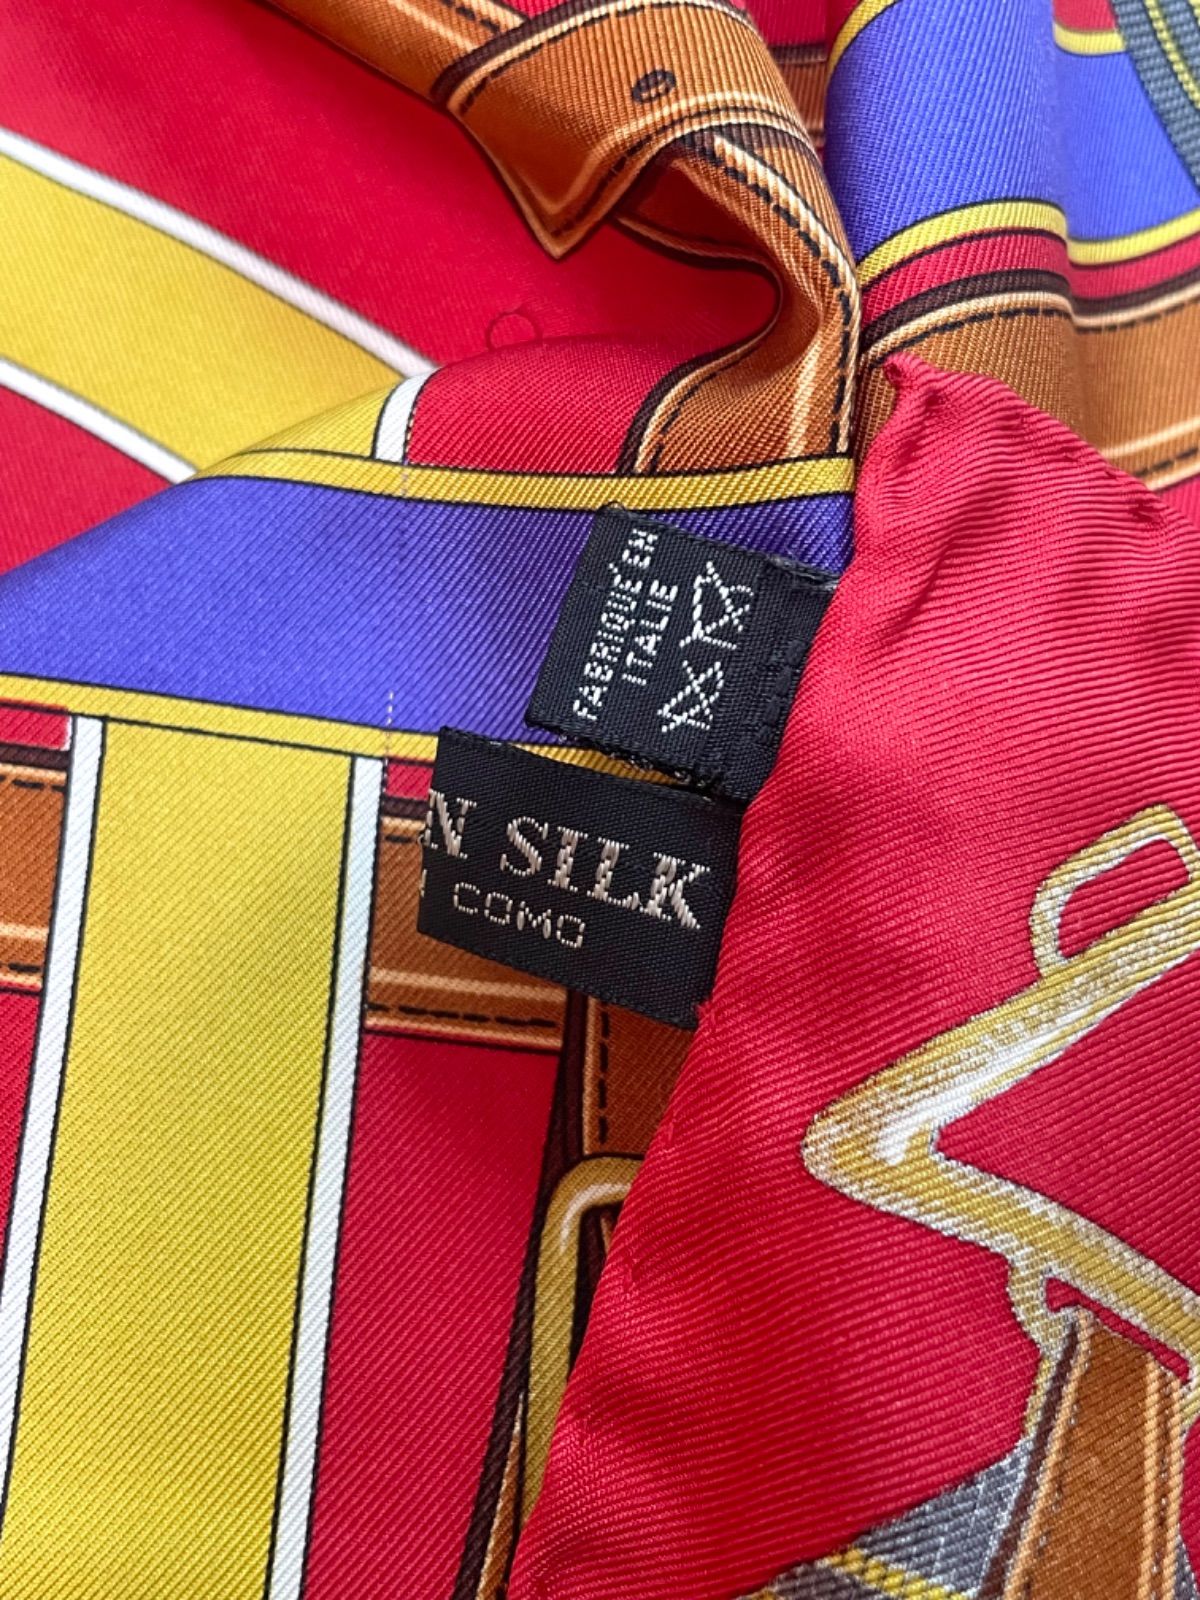 FABRIQUÉ EN
ITALIE
N SILK
COMO